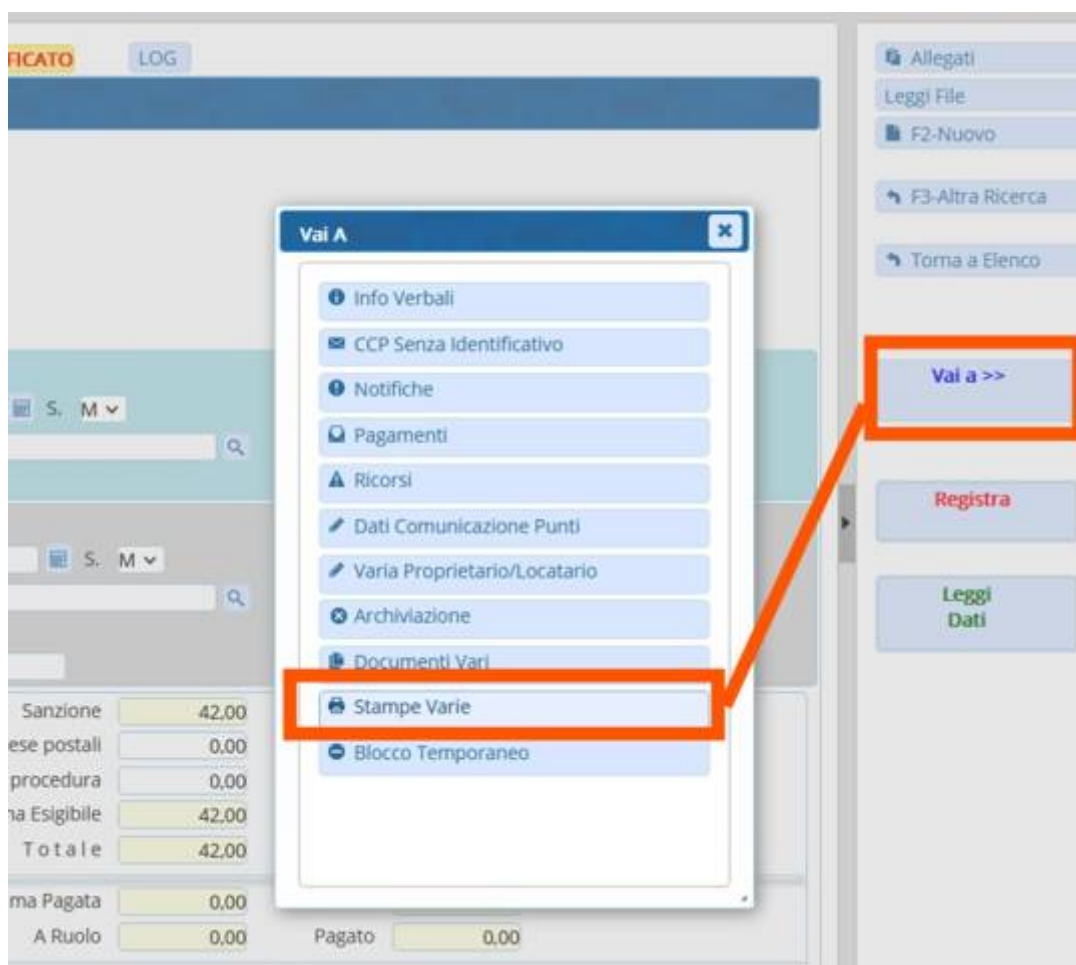 FICATO LOG
Allegati
Leggi File
F2-Nuovo
F3-Altra Ricerca
Torna a Elenco
Vai a >>
Registra
Leggi
Dati
Vai A
Info Verbali
CCP Senza Identificativo
Notifiche
Pagamenti
Ricorsi
Dati Comunicazione Punti
Varia Proprietario/Locatario
Archiviazione
Documenti Vari
Stampe Varie
Blocco Temporaneo
S. M
S. M
Sanzione 42,00
ese postali 0,00
procedura 0,00
na Esigibile 42,00
Totale 42,00
ma Pagata 0,00
A Ruolo 0,00 Pagato 0,00